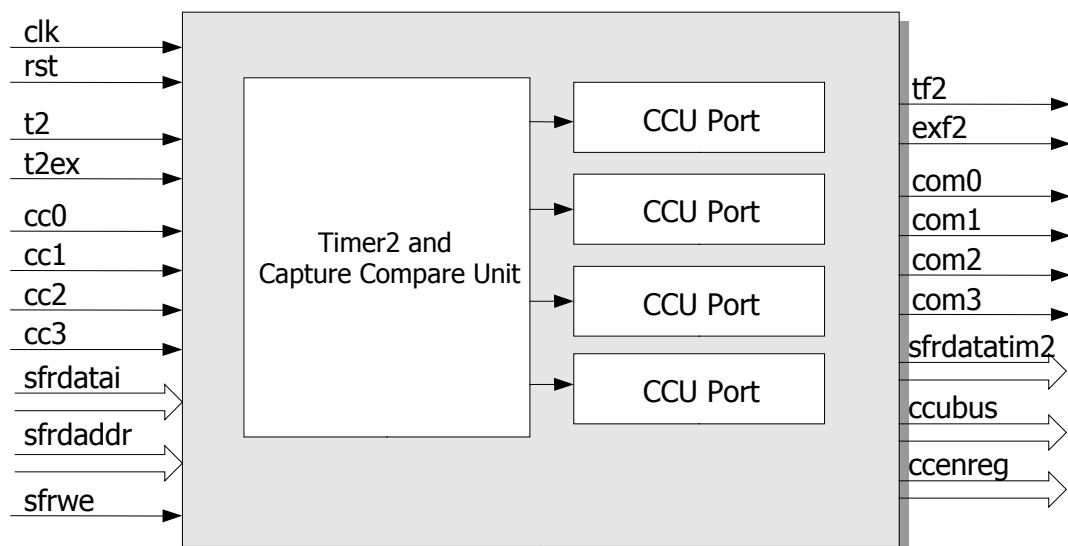 clk
rst
t2
t2ex
cc0
cc1
cc2
cc3
sfrdatai
sfrdaddr
sfrwe
Timer2 and
Capture Compare Unit
CCU Port
CCU Port
CCU Port
CCU Port
tf2
exf2
com0
com1
com2
com3
sfrdatatim2
ccubus
ccenreg